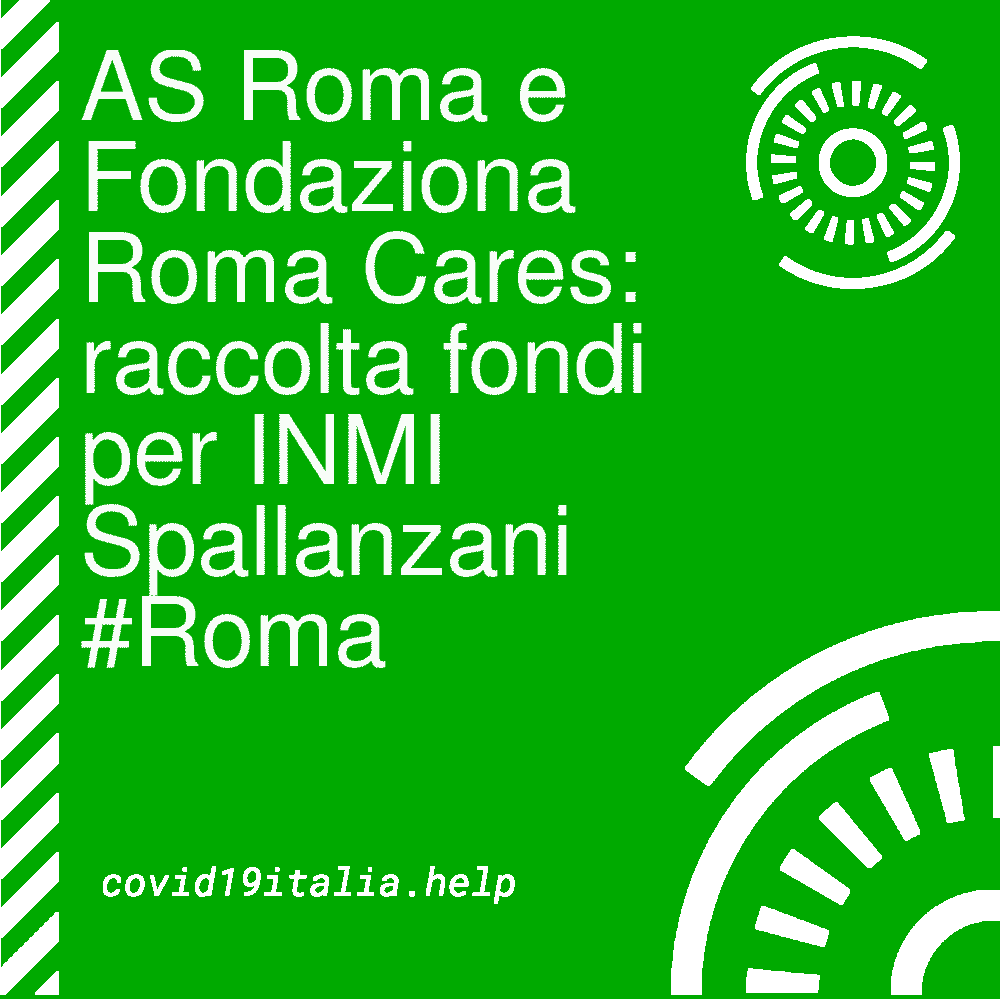 AS Roma e
Fondaziona
Roma Cares:
raccolta fondi
per INMI
Spallanzani
#Roma
covid19italia.help